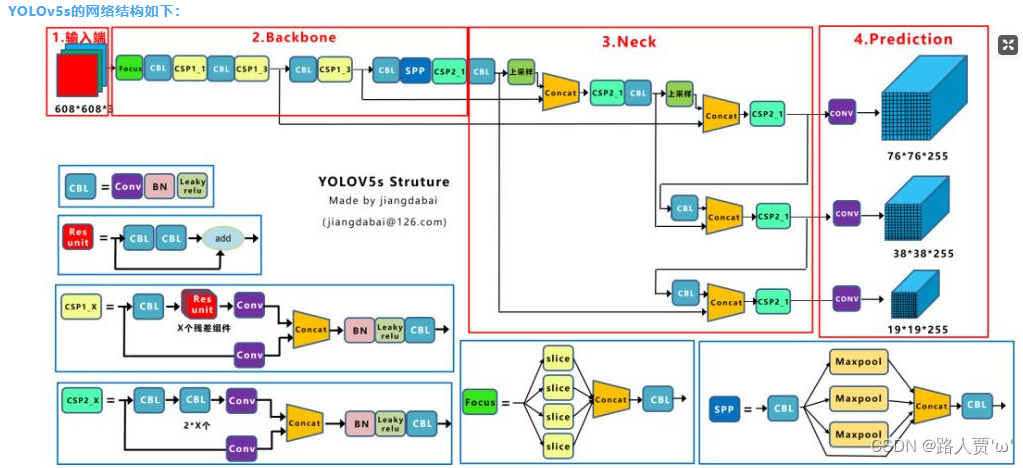 YOLOv5s的网络结构如下：
1.输入端
2.Backbone
3.Neck
4.Prediction
608*608*3
Focus CBL CSP1_1 CBL CSP1_3 CBL CSP1_3 CBL SPP CSP2_1
CBL 上采样 Concat CSP2_1 CBL 上采样 Concat CSP2_1
CONV
76*76*255
CBL Concat CSP2_1
CONV
38*38*255
CBL Concat CSP2_1
CONV
19*19*255
YOLOV5s Struture
Made by jiangdabai
(jiangdabai@126.com)
CBL = Conv BN Leaky relu
Res unit = CBL CBL add
CSP1_X = CBL Res unit Conv Concat BN Leaky relu CBL
X个残差组件
Conv
CSP2_X = CBL CBL Conv Concat BN Leaky relu CBL
2*X个
Conv
Focus = slice slice slice slice Concat CBL
SPP = CBL Maxpool Maxpool Maxpool Concat CBL
CSDN @路人贾'ω'